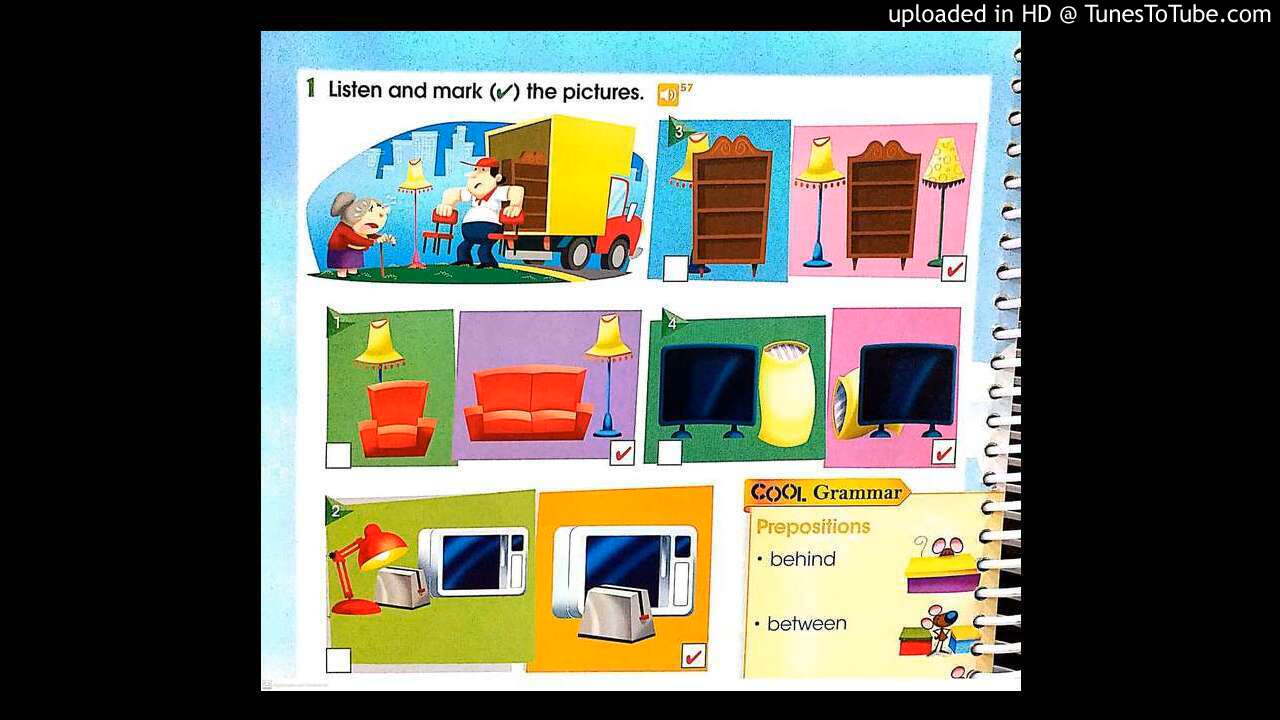 uploaded in HD @ TunesToTube.com
1 Listen and mark (✔) the pictures. 57
3
1
4
2
COOL Grammar
Prepositions
• behind
• between